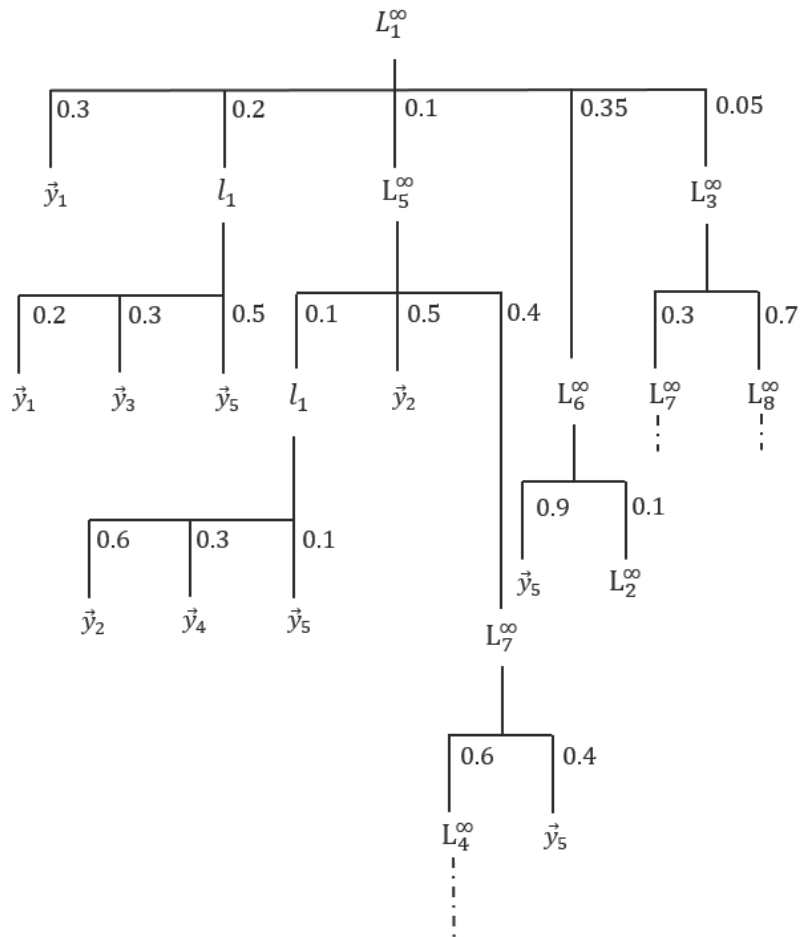 L₁^∞
0.3 0.2 0.1 0.35 0.05
y⃗₁ l₁ L₅^∞ L₃^∞
0.2 0.3 0.5 0.1 0.5 0.4 0.3 0.7
y⃗₁ y⃗₃ y⃗₅ l₁ y⃗₂ L₆^∞ L₇^∞ L₈^∞
0.6 0.3 0.1 0.9 0.1
y⃗₂ y⃗₄ y⃗₅ y⃗₅ L₂^∞
L₇^∞
0.6 0.4
L₄^∞ y⃗₅